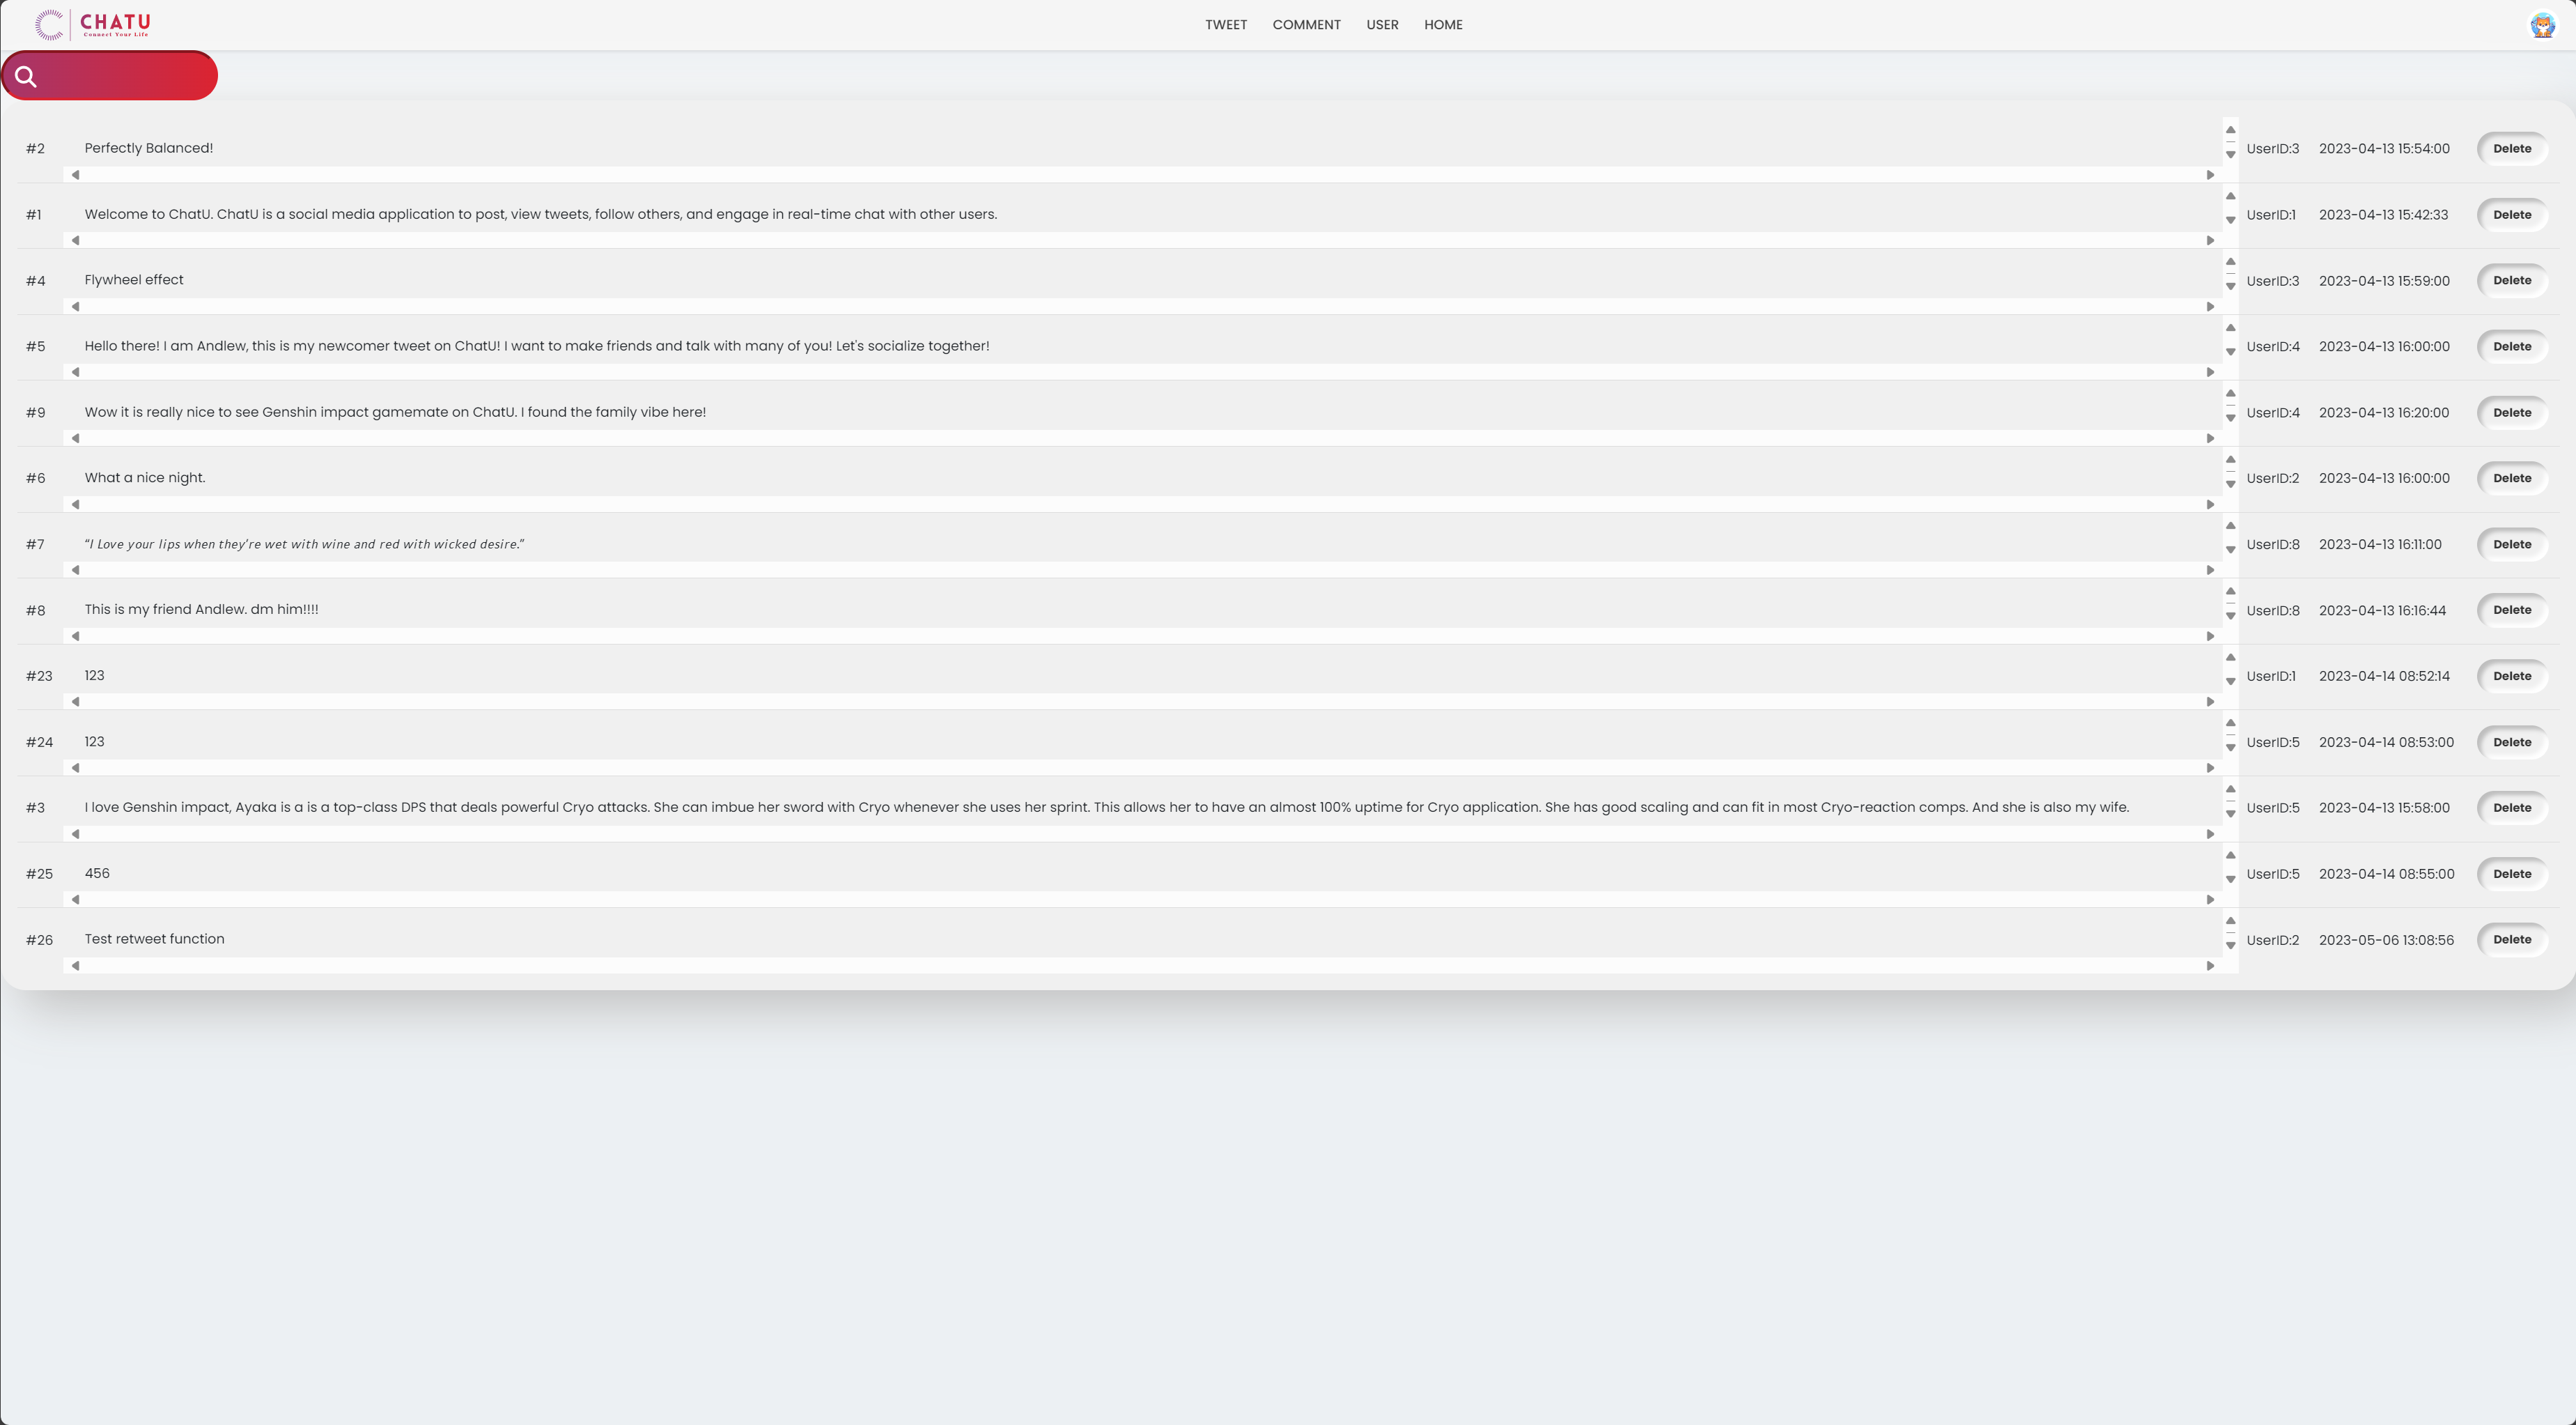 CHATU
Connect Your Life
TWEET COMMENT USER HOME
#2 Perfectly Balanced! UserID:3 2023-04-13 15:54:00 Delete
#1 Welcome to ChatU. ChatU is a social media application to post, view tweets, follow others, and engage in real-time chat with other users. UserID:1 2023-04-13 15:42:33 Delete
#4 Flywheel effect UserID:3 2023-04-13 15:59:00 Delete
#5 Hello there! I am Andlew, this is my newcomer tweet on ChatU! I want to make friends and talk with many of you! Let's socialize together! UserID:4 2023-04-13 16:00:00 Delete
#9 Wow it is really nice to see Genshin impact gamemate on ChatU. I found the family vibe here! UserID:4 2023-04-13 16:20:00 Delete
#6 What a nice night. UserID:2 2023-04-13 16:00:00 Delete
#7 “I Love your lips when they're wet with wine and red with wicked desire.” UserID:8 2023-04-13 16:11:00 Delete
#8 This is my friend Andlew. dm him!!!! UserID:8 2023-04-13 16:16:44 Delete
#23 123 UserID:1 2023-04-14 08:52:14 Delete
#24 123 UserID:5 2023-04-14 08:53:00 Delete
#3 I love Genshin impact, Ayaka is a is a top-class DPS that deals powerful Cryo attacks. She can imbue her sword with Cryo whenever she uses her sprint. This allows her to have an almost 100% uptime for Cryo application. She has good scaling and can fit in most Cryo-reaction comps. And she is also my wife. UserID:5 2023-04-13 15:58:00 Delete
#25 456 UserID:5 2023-04-14 08:55:00 Delete
#26 Test retweet function UserID:2 2023-05-06 13:08:56 Delete